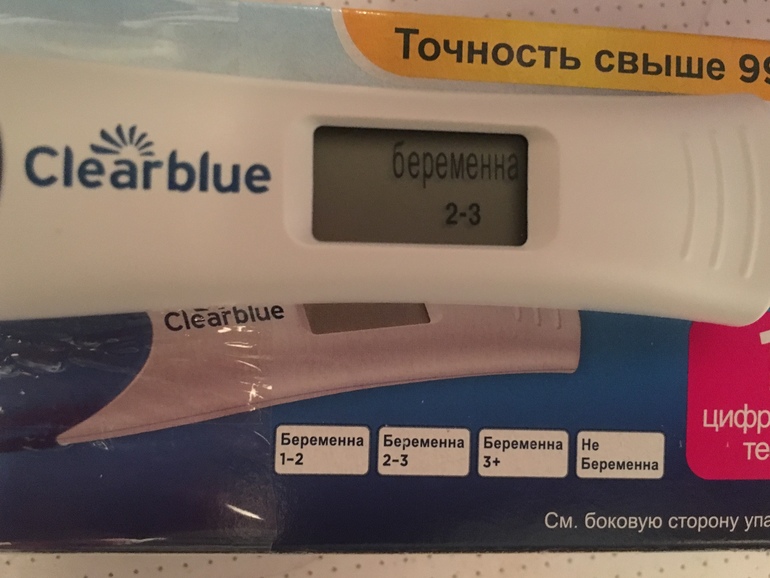 Точность свыше 99
Clearblue
беременна
2-3
Clearblue
Беременна
1-2
Беременна
2-3
Беременна
3+
Не
Беременна
цифр
те
См. боковую сторону упа